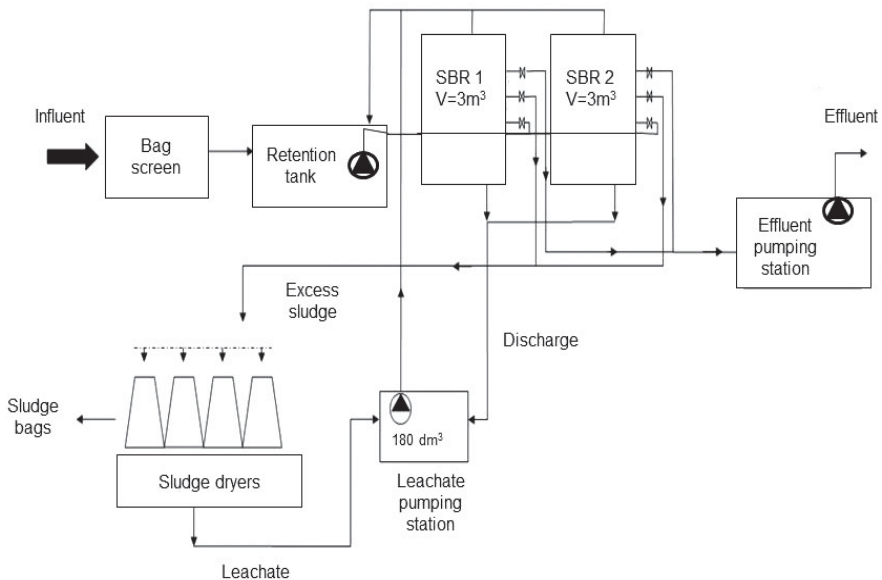 SBR 1
V=3m³
SBR 2
V=3m³
Influent
Effluent
Bag
screen
Retention
tank
Effluent
pumping
station
Excess
sludge
Discharge
Sludge
bags
180 dm³
Sludge dryers
Leachate
pumping
station
Leachate